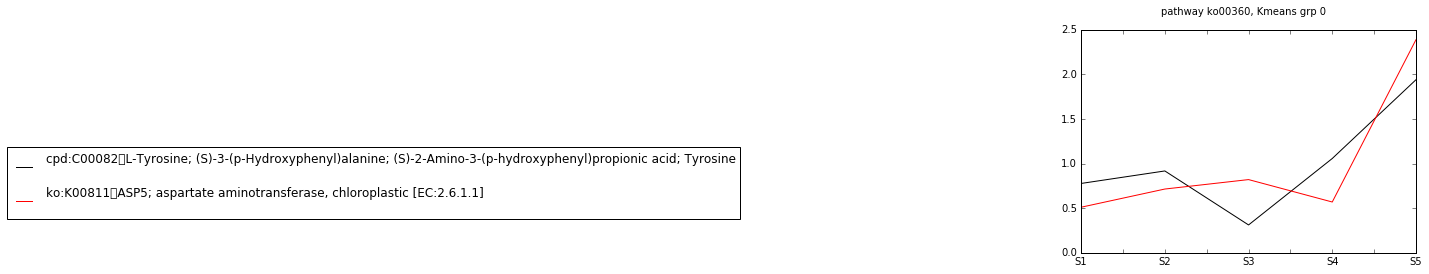 pathway ko00360, Kmeans grp 0
2.5
2.0
1.5
1.0
0.5
0.0
S1 S2 S3 S4 S5
cpd:C00082▯L-Tyrosine; (S)-3-(p-Hydroxyphenyl)alanine; (S)-2-Amino-3-(p-hydroxyphenyl)propionic acid; Tyrosine
ko:K00811▯ASP5; aspartate aminotransferase, chloroplastic [EC:2.6.1.1]